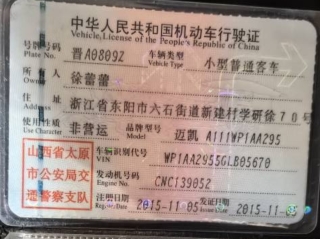 中华人民共和国机动车行驶证
Vehicle License of the People's Republic of China
号牌号码 Plate No. 晋A0809Z 车辆类型 Vehicle Type 小型普通客车
所有人 Owner 徐蕾蕾
住址 Address 浙江省东阳市六石街道新建村学研徐70号
使用性质 Use Character 非营运 品牌型号 Model 迈凯 A111WP1AA295
山西省太原市公安局交通警察支队
车辆识别代号 VIN WP1AA2955GLB05670
发动机号码 Engine No. CNC139052
注册日期 Register Date 2015-11-05 发证日期 Issue Date 2015-11-05